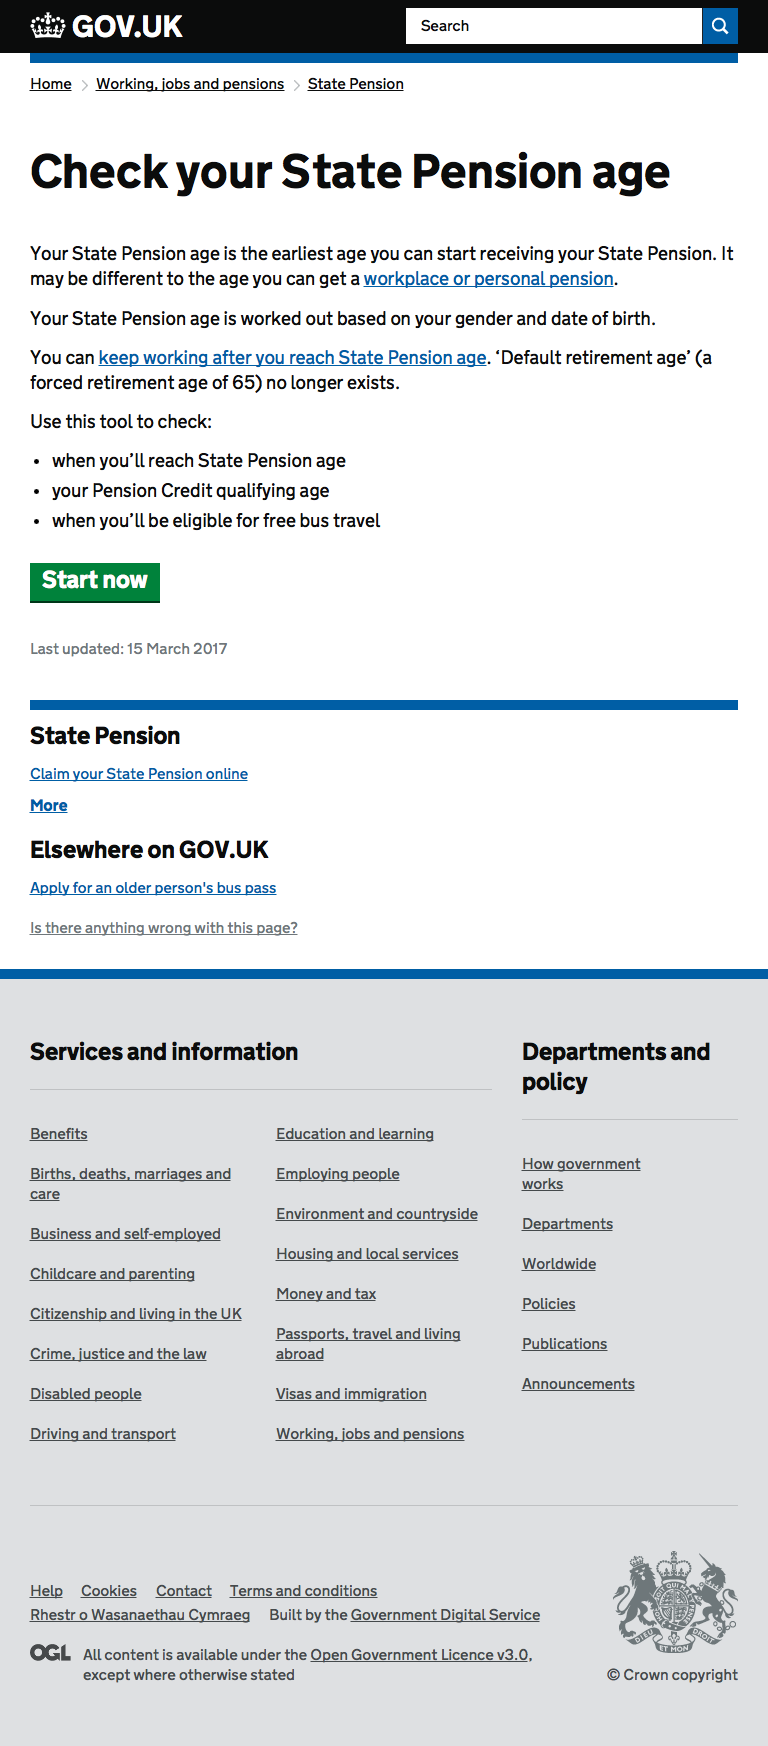 GOV.UK
Search
Home
Working, jobs and pensions
State Pension
Check your State Pension age
Your State Pension age is the earliest age you can start receiving your State Pension. It
may be different to the age you can get a workplace or personal pension.
Your State Pension age is worked out based on your gender and date of birth.
You can keep working after you reach State Pension age. ‘Default retirement age’ (a
forced retirement age of 65) no longer exists.
Use this tool to check:
• when you’ll reach State Pension age
• your Pension Credit qualifying age
• when you’ll be eligible for free bus travel
Start now
Last updated: 15 March 2017
State Pension
Claim your State Pension online
More
Elsewhere on GOV.UK
Apply for an older person's bus pass
Is there anything wrong with this page?
Services and information
Benefits
Births, deaths, marriages and
care
Business and self-employed
Childcare and parenting
Citizenship and living in the UK
Crime, justice and the law
Disabled people
Driving and transport
Education and learning
Employing people
Environment and countryside
Housing and local services
Money and tax
Passports, travel and living
abroad
Visas and immigration
Working, jobs and pensions
Departments and
policy
How government
works
Departments
Worldwide
Policies
Publications
Announcements
Help
Cookies
Contact
Terms and conditions
Rhestr o Wasanaethau Cymraeg
Built by the Government Digital Service
OGL
All content is available under the Open Government Licence v3.0,
except where otherwise stated
DIEU ET MON DROIT
© Crown copyright